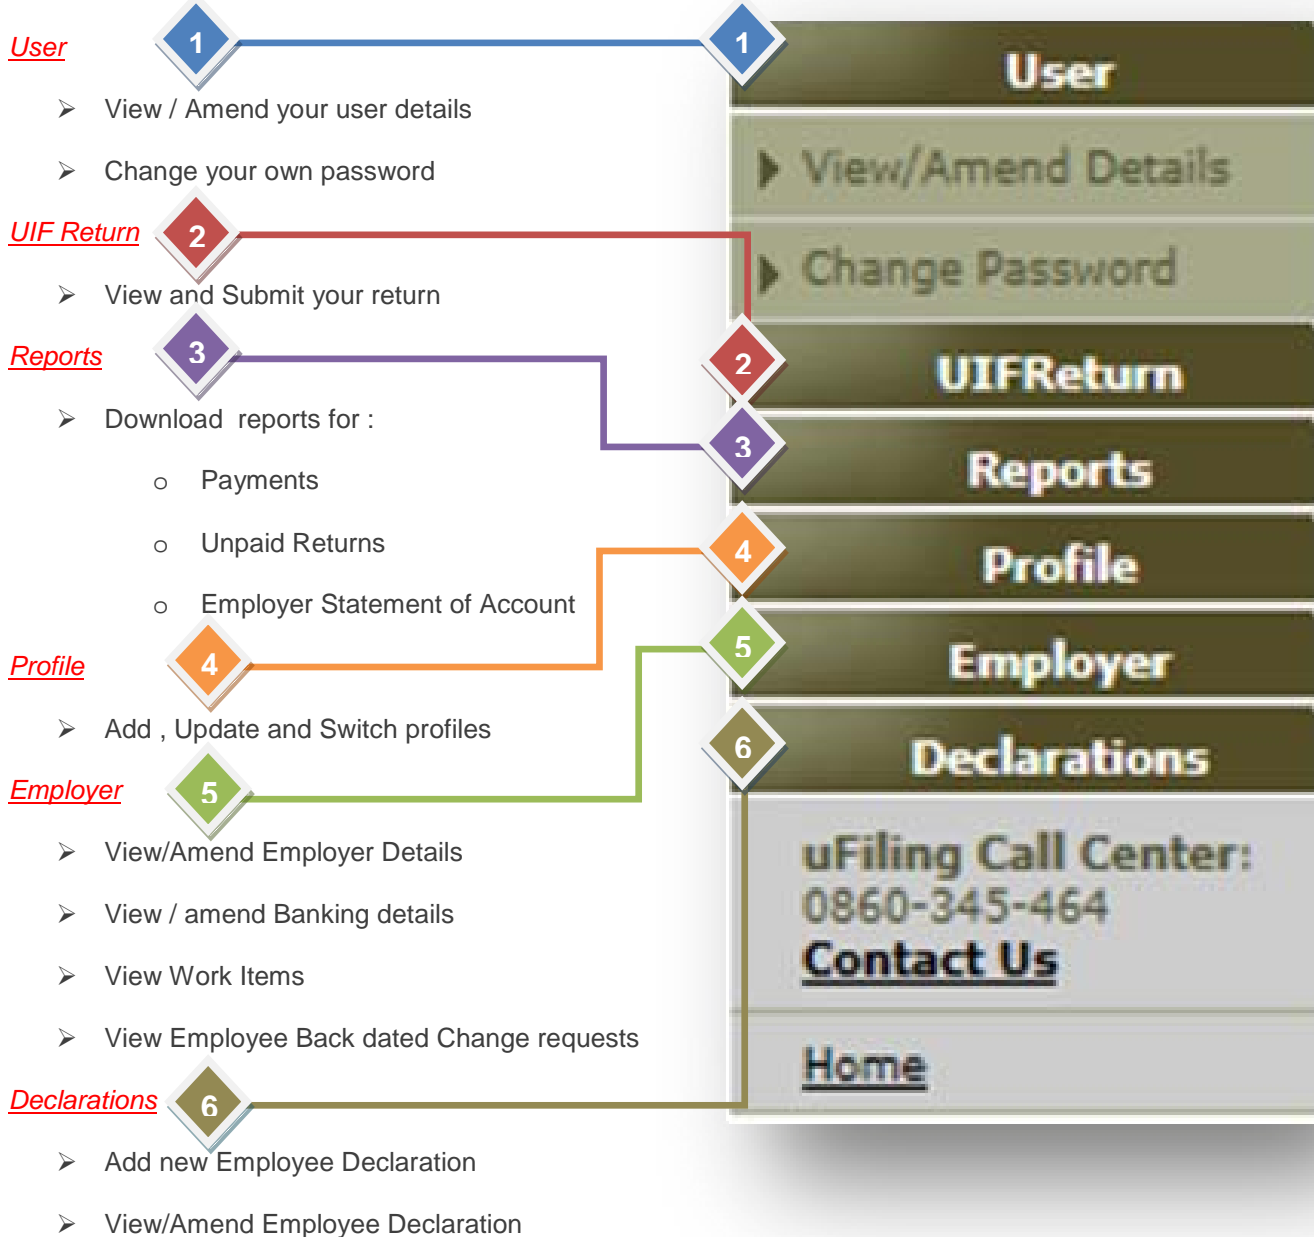 User
1
➢ View / Amend your user details
➢ Change your own password
UIF Return
2
➢ View and Submit your return
Reports
3
➢ Download reports for :
o Payments
o Unpaid Returns
o Employer Statement of Account
Profile
4
➢ Add , Update and Switch profiles
Employer
5
➢ View/Amend Employer Details
➢ View / amend Banking details
➢ View Work Items
➢ View Employee Back dated Change requests
Declarations
6
➢ Add new Employee Declaration
➢ View/Amend Employee Declaration
1
User
View/Amend Details
Change Password
2
UIFReturn
3
Reports
4
Profile
5
Employer
6
Declarations
uFiling Call Center:
0860-345-464
Contact Us
Home